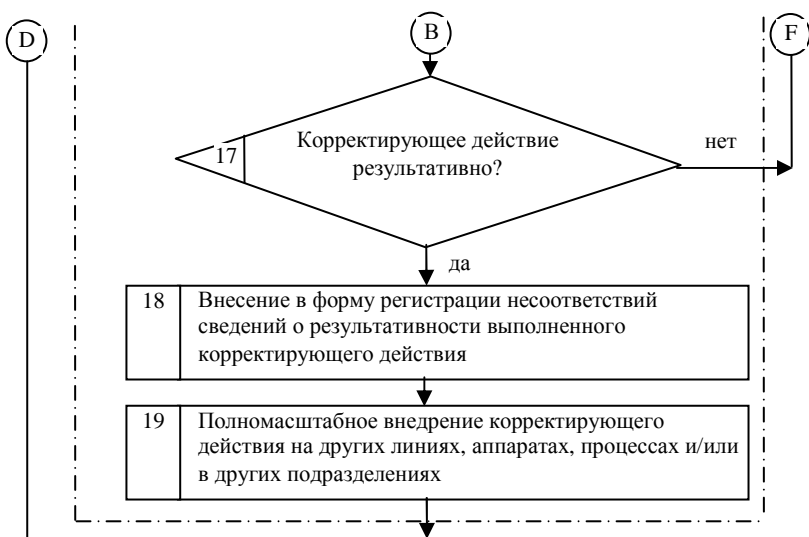 D
B
F
17
Корректирующее действие
результативно?
нет
да
18
Внесение в форму регистрации несоответствий
сведений о результативности выполненного
корректирующего действия
19
Полномасштабное внедрение корректирующего
действия на других линиях, аппаратах, процессах и/или
в других подразделениях